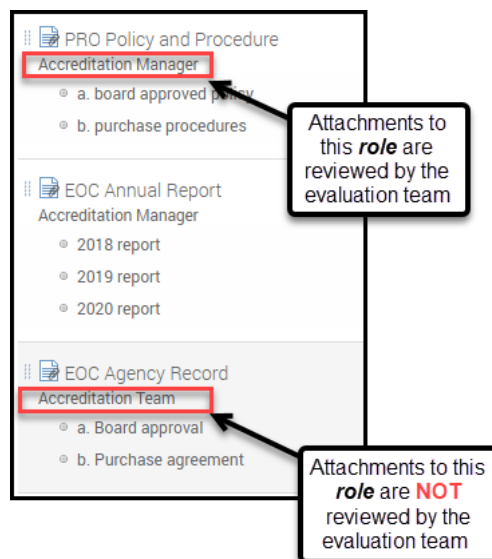 PRO Policy and Procedure
Accreditation Manager
a. board approved policy
b. purchase procedures
Attachments to
this role are
reviewed by the
evaluation team
EOC Annual Report
Accreditation Manager
2018 report
2019 report
2020 report
EOC Agency Record
Accreditation Team
a. Board approval
b. Purchase agreement
Attachments to this
role are NOT
reviewed by the
evaluation team